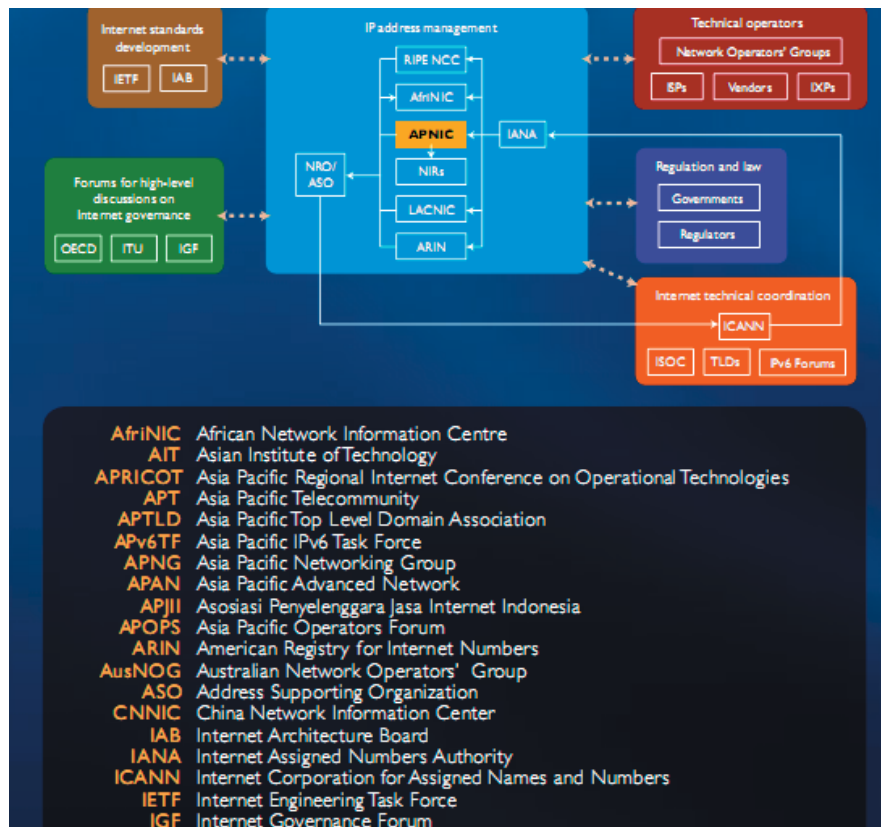 Internet standards
development
IETF
IAB
IP address management
RIPE NCC
AfriNIC
APNIC
IANA
NRO/
ASO
NIRs
LACNIC
ARIN
Technical operators
Network Operators' Groups
ISPs
Vendors
IXPs
Forums for high-level
discussions on
Internet governance
OECD
ITU
IGF
Regulation and law
Governments
Regulators
Internet technical coordination
ICANN
ISOC
TLDs
IPv6 Forums
AfriNIC African Network Information Centre
AIT Asian Institute of Technology
APRICOT Asia Pacific Regional Internet Conference on Operational Technologies
APT Asia Pacific Telecommunity
APTLD Asia Pacific Top Level Domain Association
APv6TF Asia Pacific IPv6 Task Force
APNG Asia Pacific Networking Group
APAN Asia Pacific Advanced Network
APJII Asosiasi Penyelenggara Jasa Internet Indonesia
APOPS Asia Pacific Operators Forum
ARIN American Registry for Internet Numbers
AusNOG Australian Network Operators' Group
ASO Address Supporting Organization
CNNIC China Network Information Center
IAB Internet Architecture Board
IANA Internet Assigned Numbers Authority
ICANN Internet Corporation for Assigned Names and Numbers
IETF Internet Engineering Task Force
IGF Internet Governance Forum